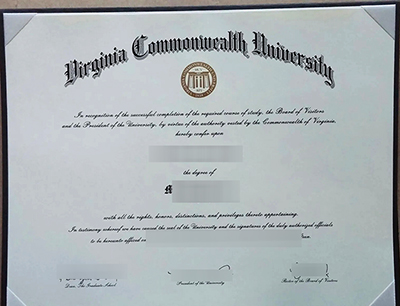 Virginia Commonwealth University
In recognition of the successful completion of the required course of study, the Board of Visitors
and the President of the University, by virtue of the authority vested by the Commonwealth of Virginia,
hereby confer upon
the degree of
M
with all the rights, honors, distinctions, and privileges thereto appertaining.
In testimony whereof we have caused the seal of the University and the signatures of the duly authorized officials
to be hereunto affixed
Dean, The Graduate School
President of the University
Rector of the Board of Visitors